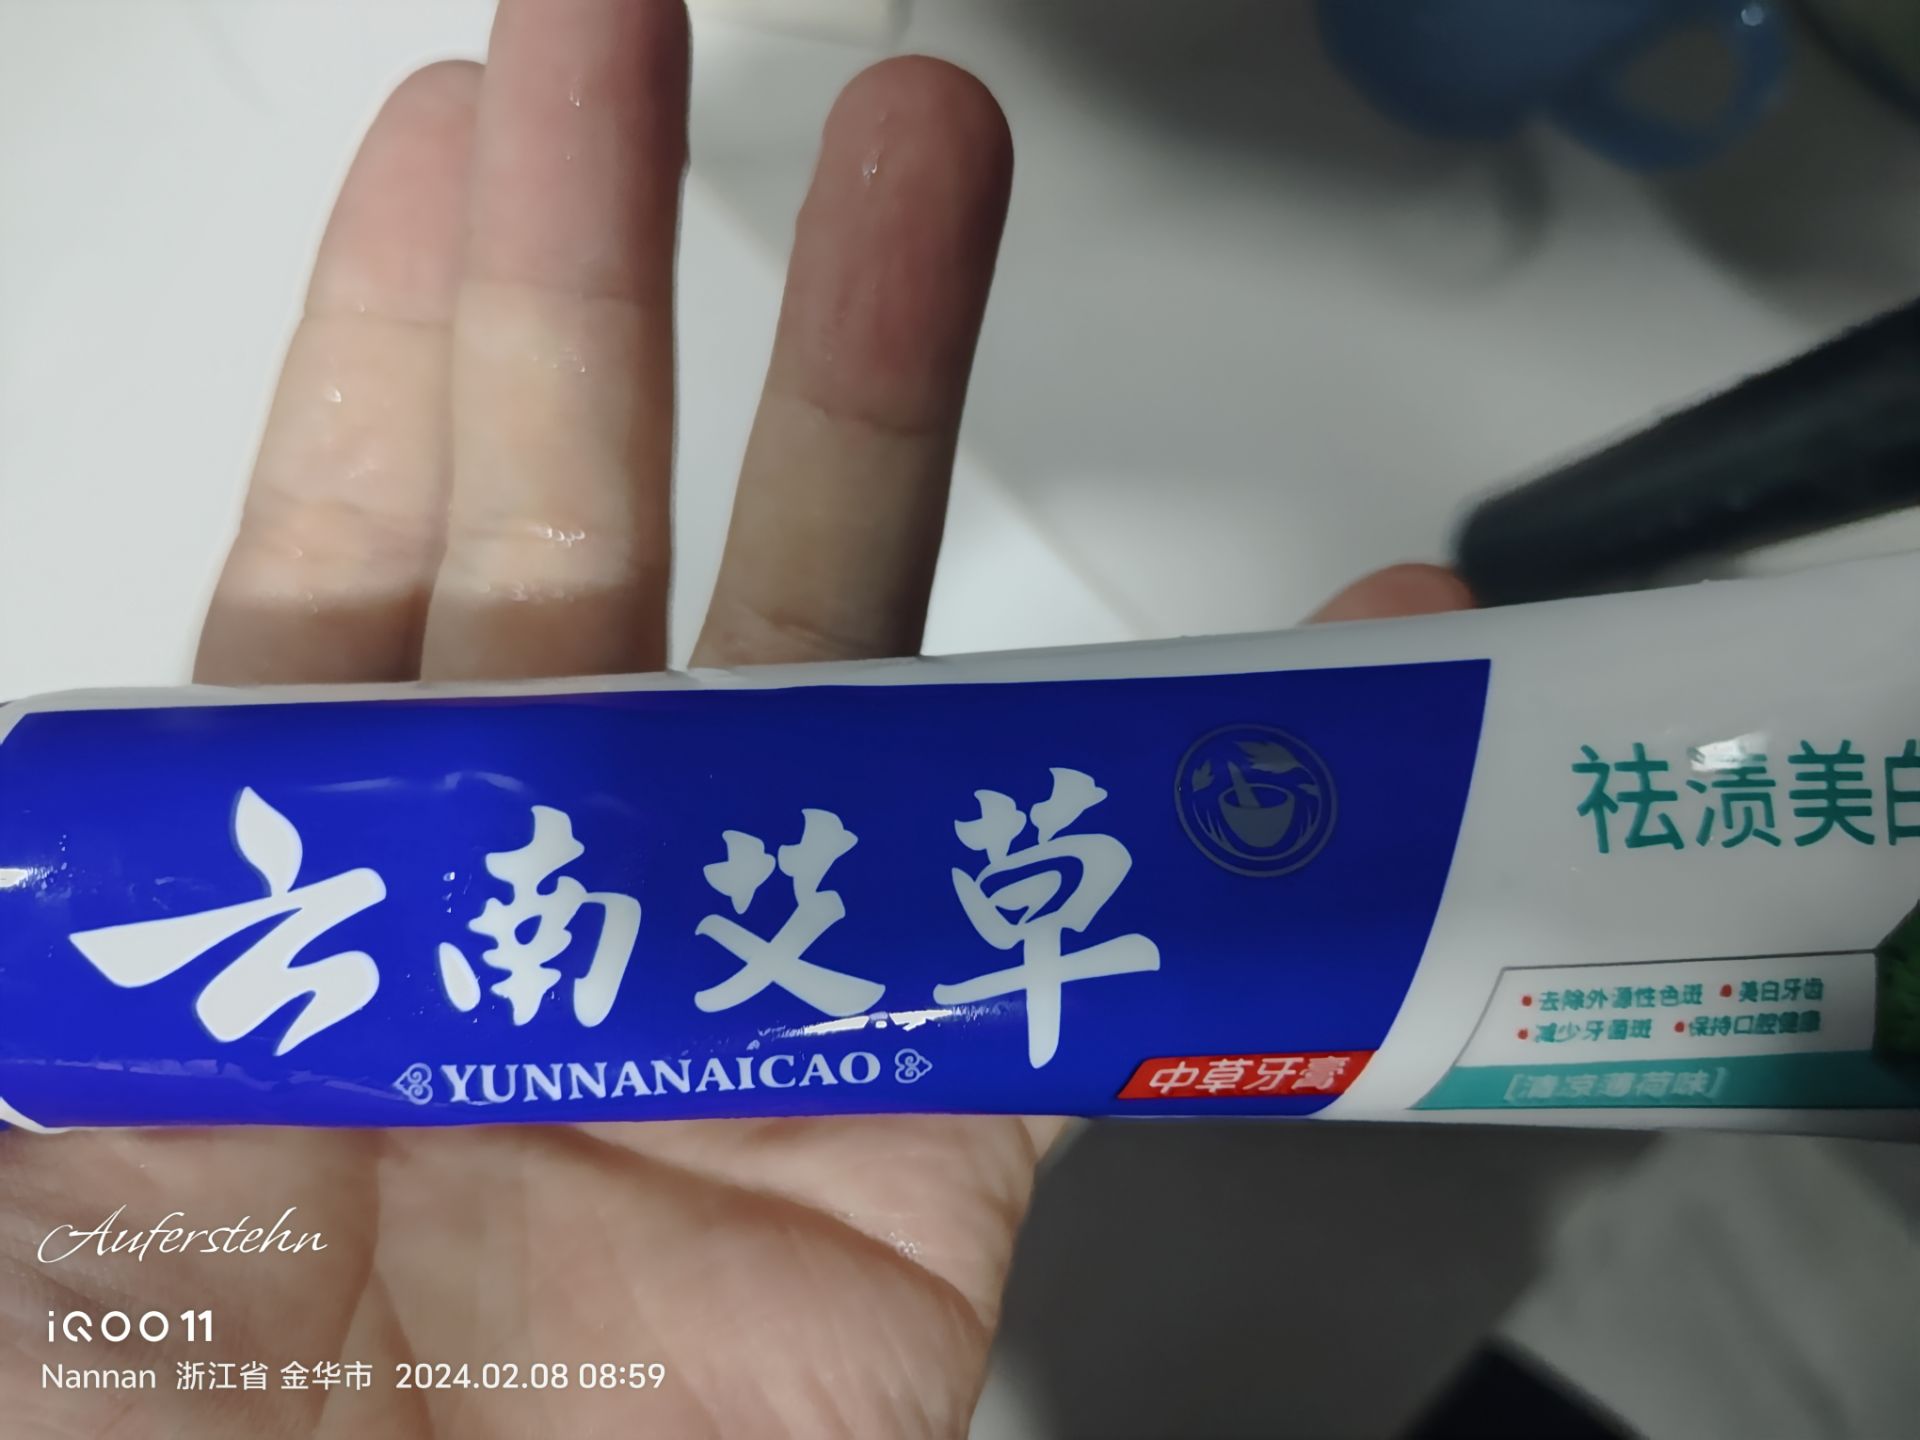 云南艾草
YUNNANAICAO
中草牙膏
祛渍美白
• 去除外源性色斑 • 美白牙齿
• 减少牙菌斑 • 保持口腔健康
[清凉薄荷味]
Auferstehn
iQOO 11
Nannan 浙江省 金华市 2024.02.08 08:59